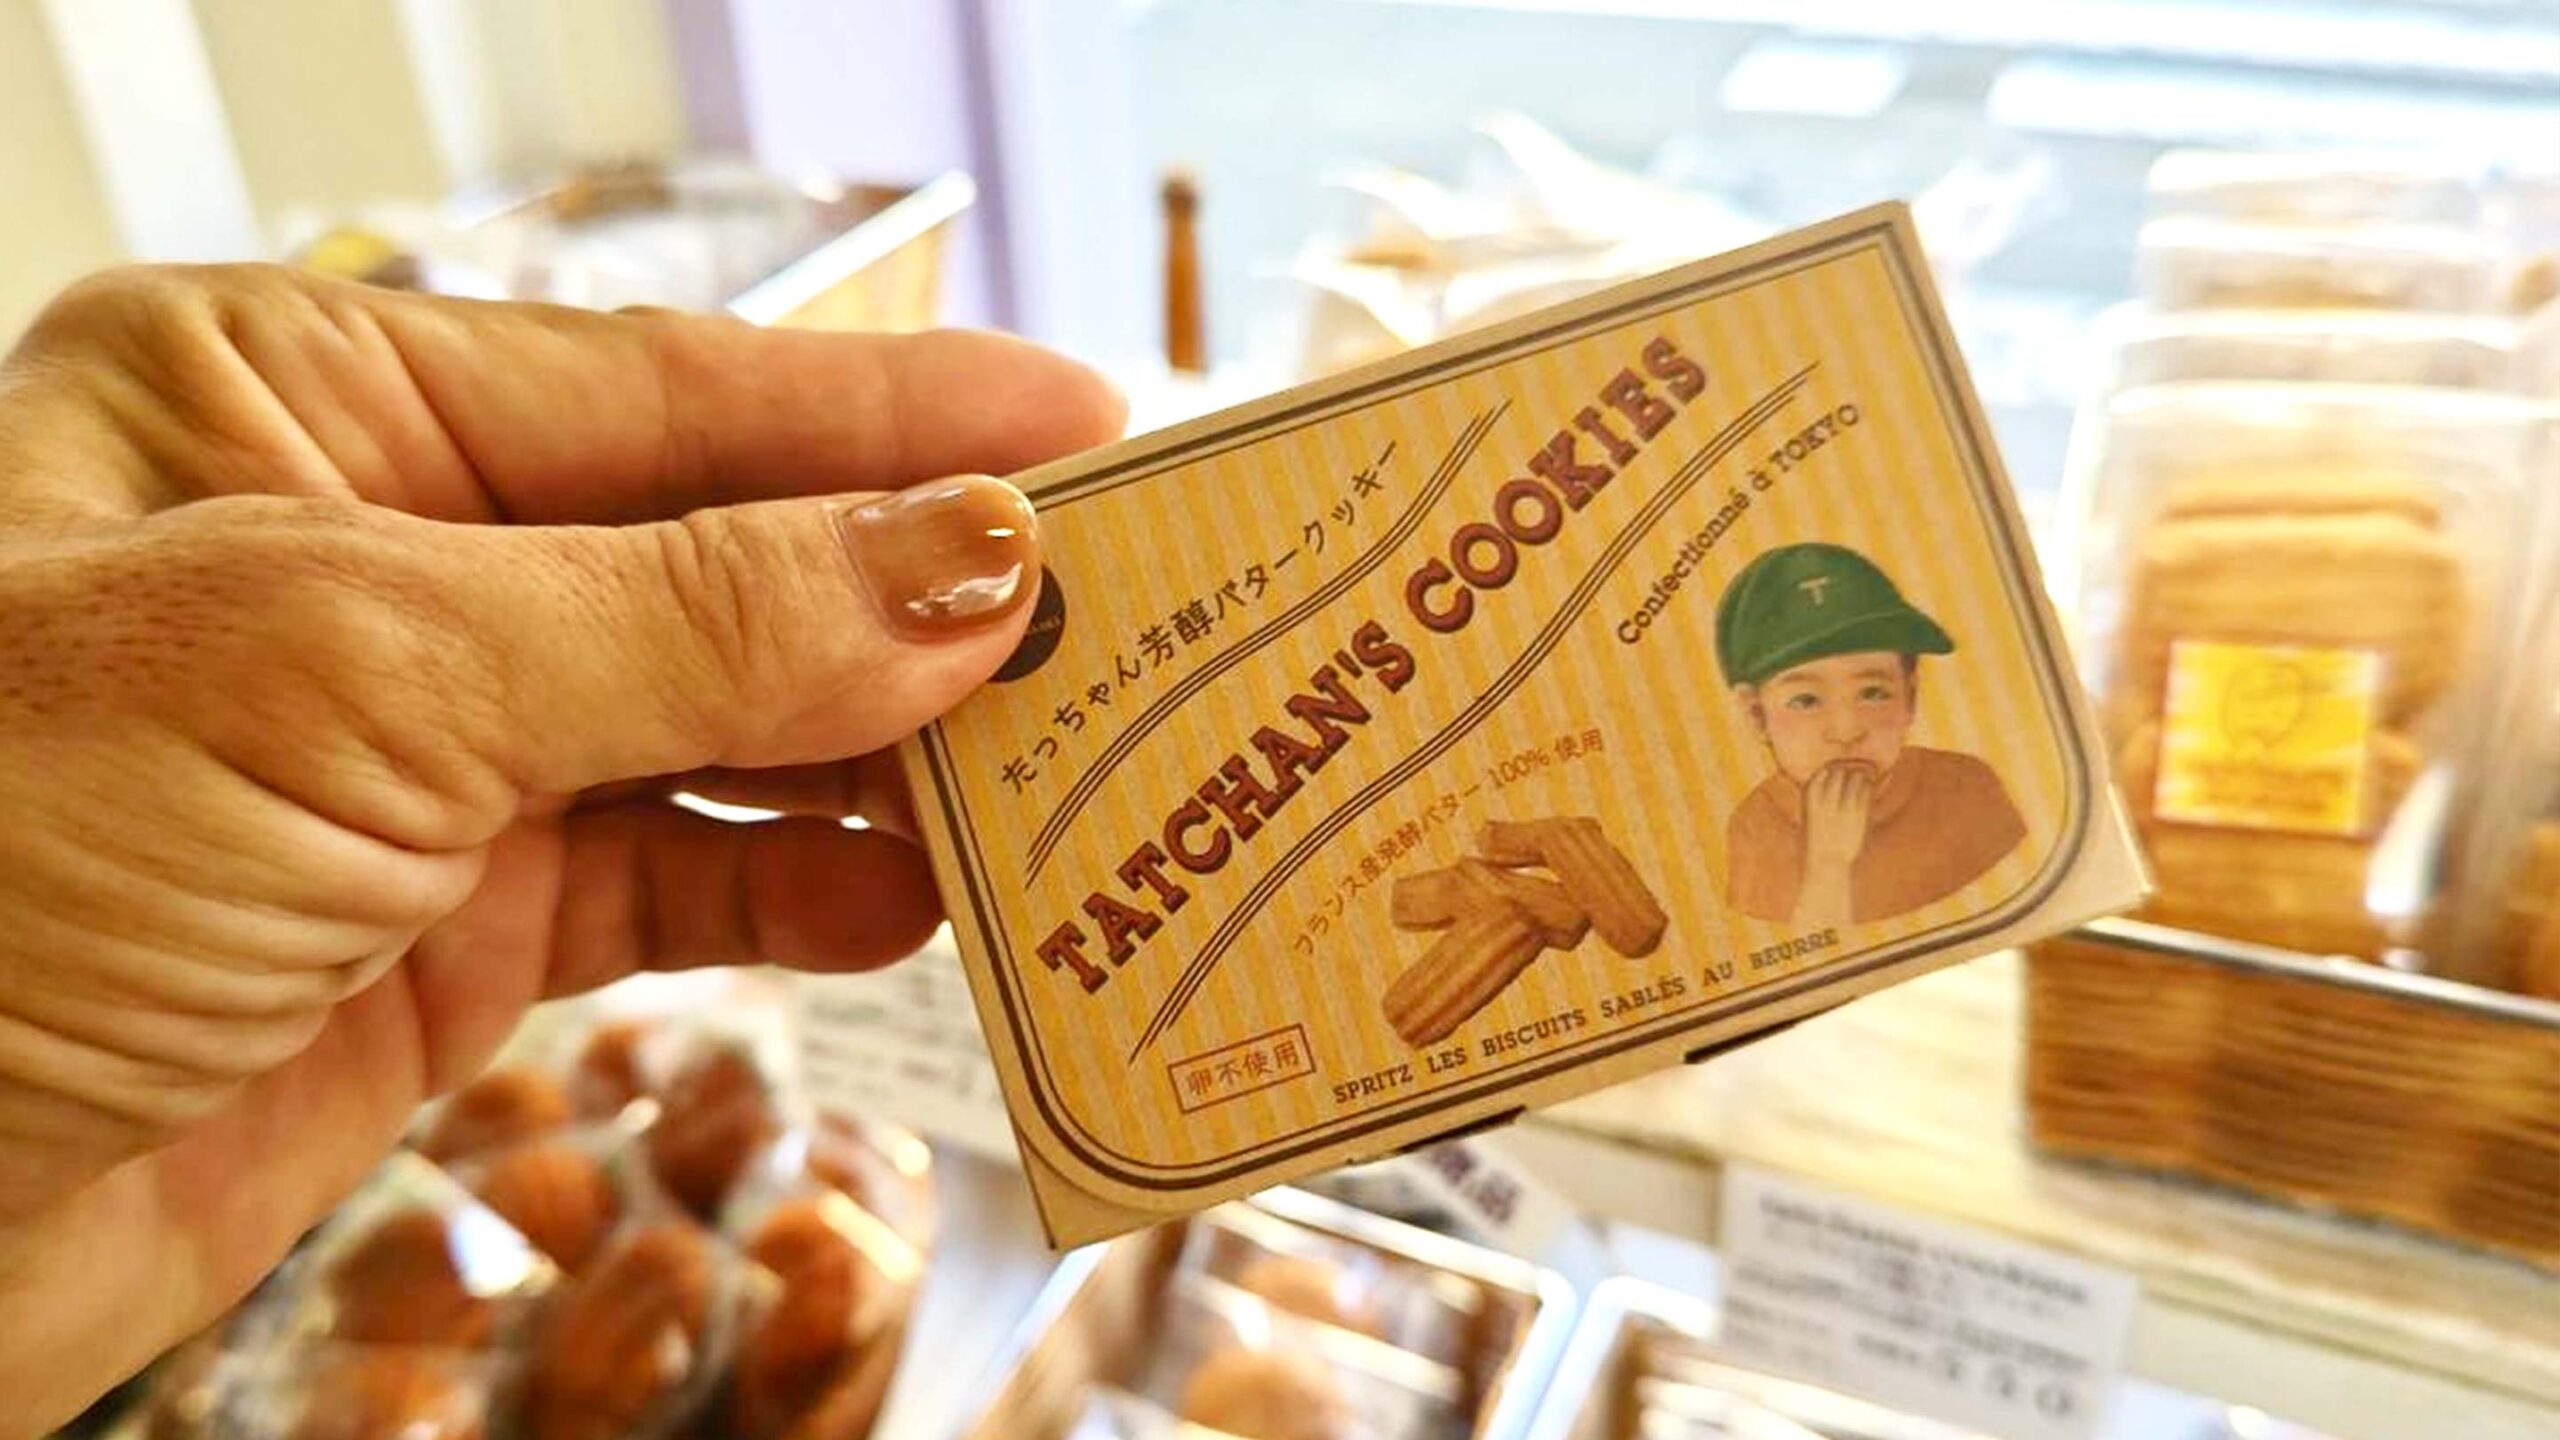 たっちゃん芳醇バタークッキー
TATCHAN'S COOKIES
Confectionné à TOKYO
T
フランス産発酵バター100%使用
卵不使用
SPRITZ LES BISCUITS SABLÉS AU BEURRE